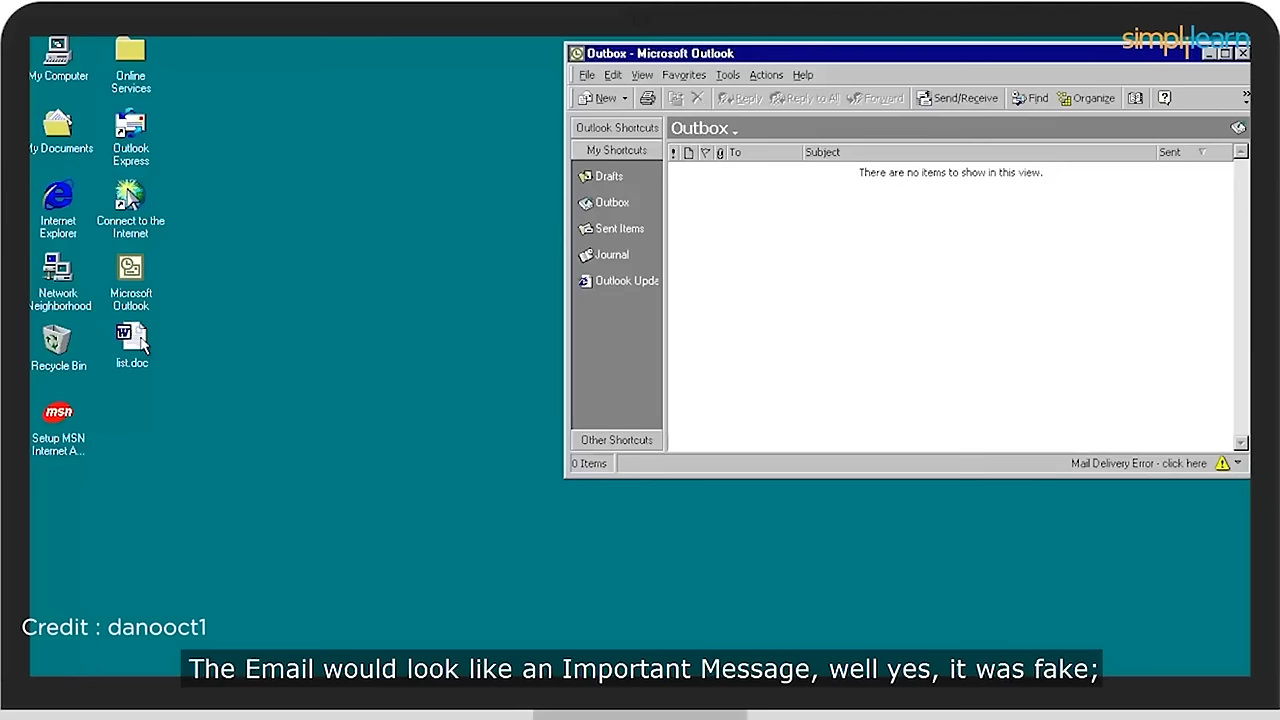 simplilearn
My Computer
Online
Services
My Documents
Outlook
Express
Internet
Explorer
Connect to the
Internet
Network
Neighborhood
Microsoft
Outlook
Recycle Bin
list.doc
msn
Setup MSN
Internet A...
Outbox - Microsoft Outlook
File Edit View Favorites Tools Actions Help
New Reply Reply to All Forward Send/Receive Find Organize
Outlook Shortcuts
Outbox
My Shortcuts
! To Subject Sent
There are no items to show in this view.
Drafts
Outbox
Sent Items
Journal
Outlook Upda
Other Shortcuts
0 Items Mail Delivery Error - click here
Credit : danooct1
The Email would look like an Important Message, well yes, it was fake;